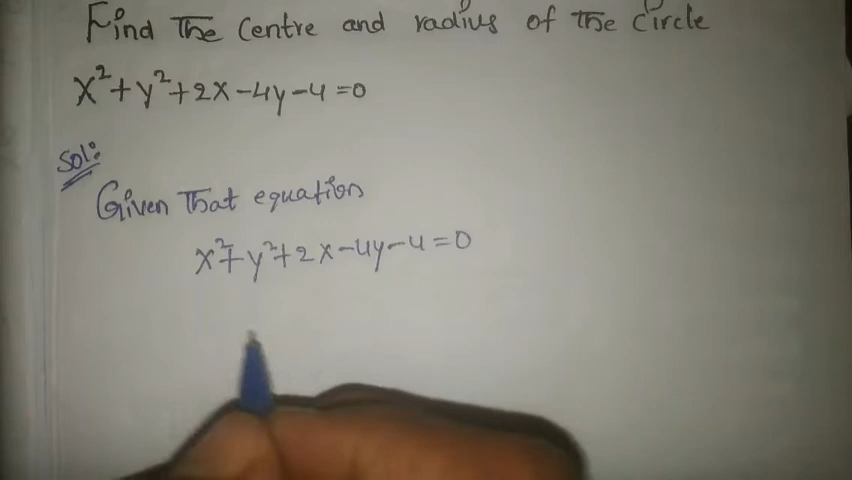 Find The Centre and radius of the circle
x²+y²+2x-4y-4=0
Sol:
Given That equation
x²+y²+2x-4y-4=0